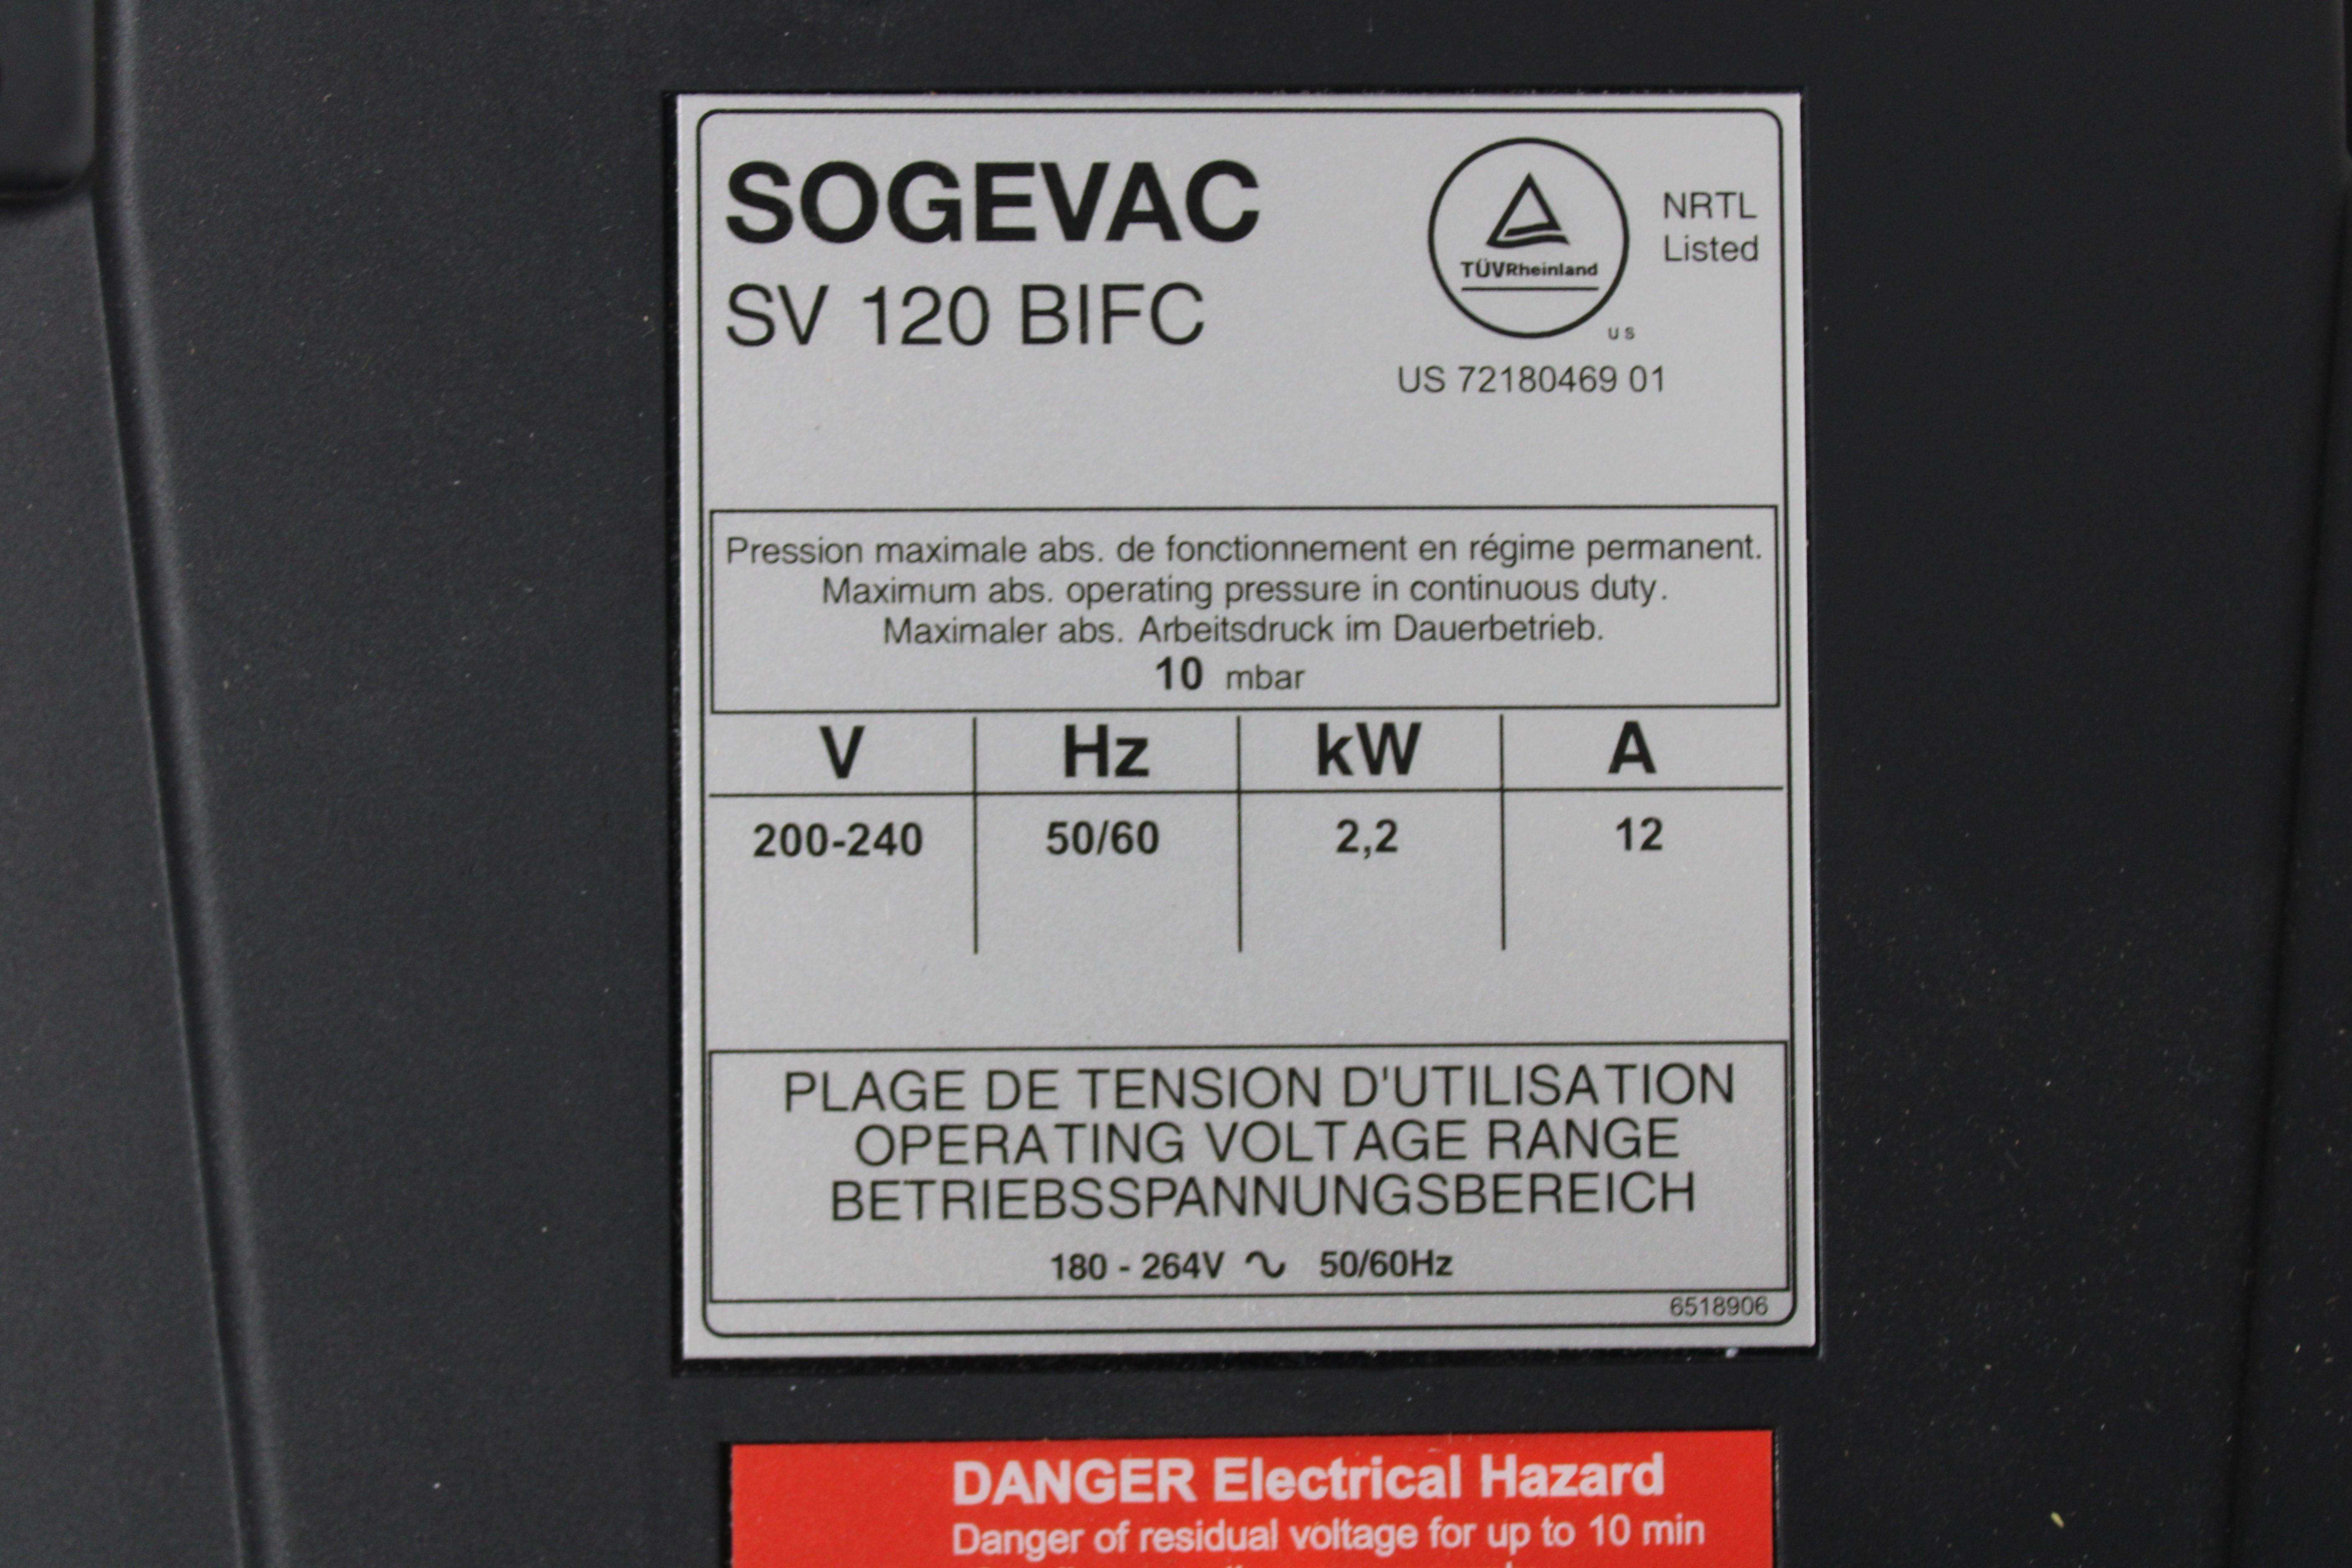 SOGEVAC
SV 120 BIFC
TÜVRheinland
US
NRTL
Listed
US 72180469 01
Pression maximale abs. de fonctionnement en régime permanent.
Maximum abs. operating pressure in continuous duty.
Maximaler abs. Arbeitsdruck im Dauerbetrieb.
10 mbar
V Hz kW A
200-240 50/60 2,2 12
PLAGE DE TENSION D'UTILISATION
OPERATING VOLTAGE RANGE
BETRIEBSSPANNUNGSBEREICH
180 - 264V ∿ 50/60Hz
6518906
DANGER Electrical Hazard
Danger of residual voltage for up to 10 min